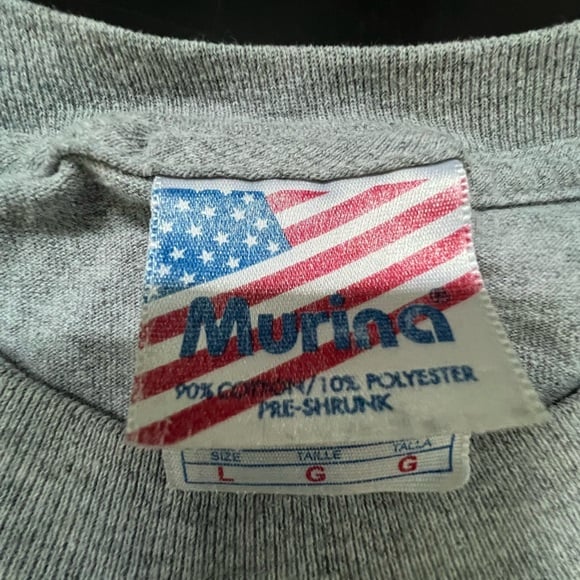 Murina®
90% COTTON/10% POLYESTER
PRE-SHRUNK
SIZE TAILLE TALLA
L G G